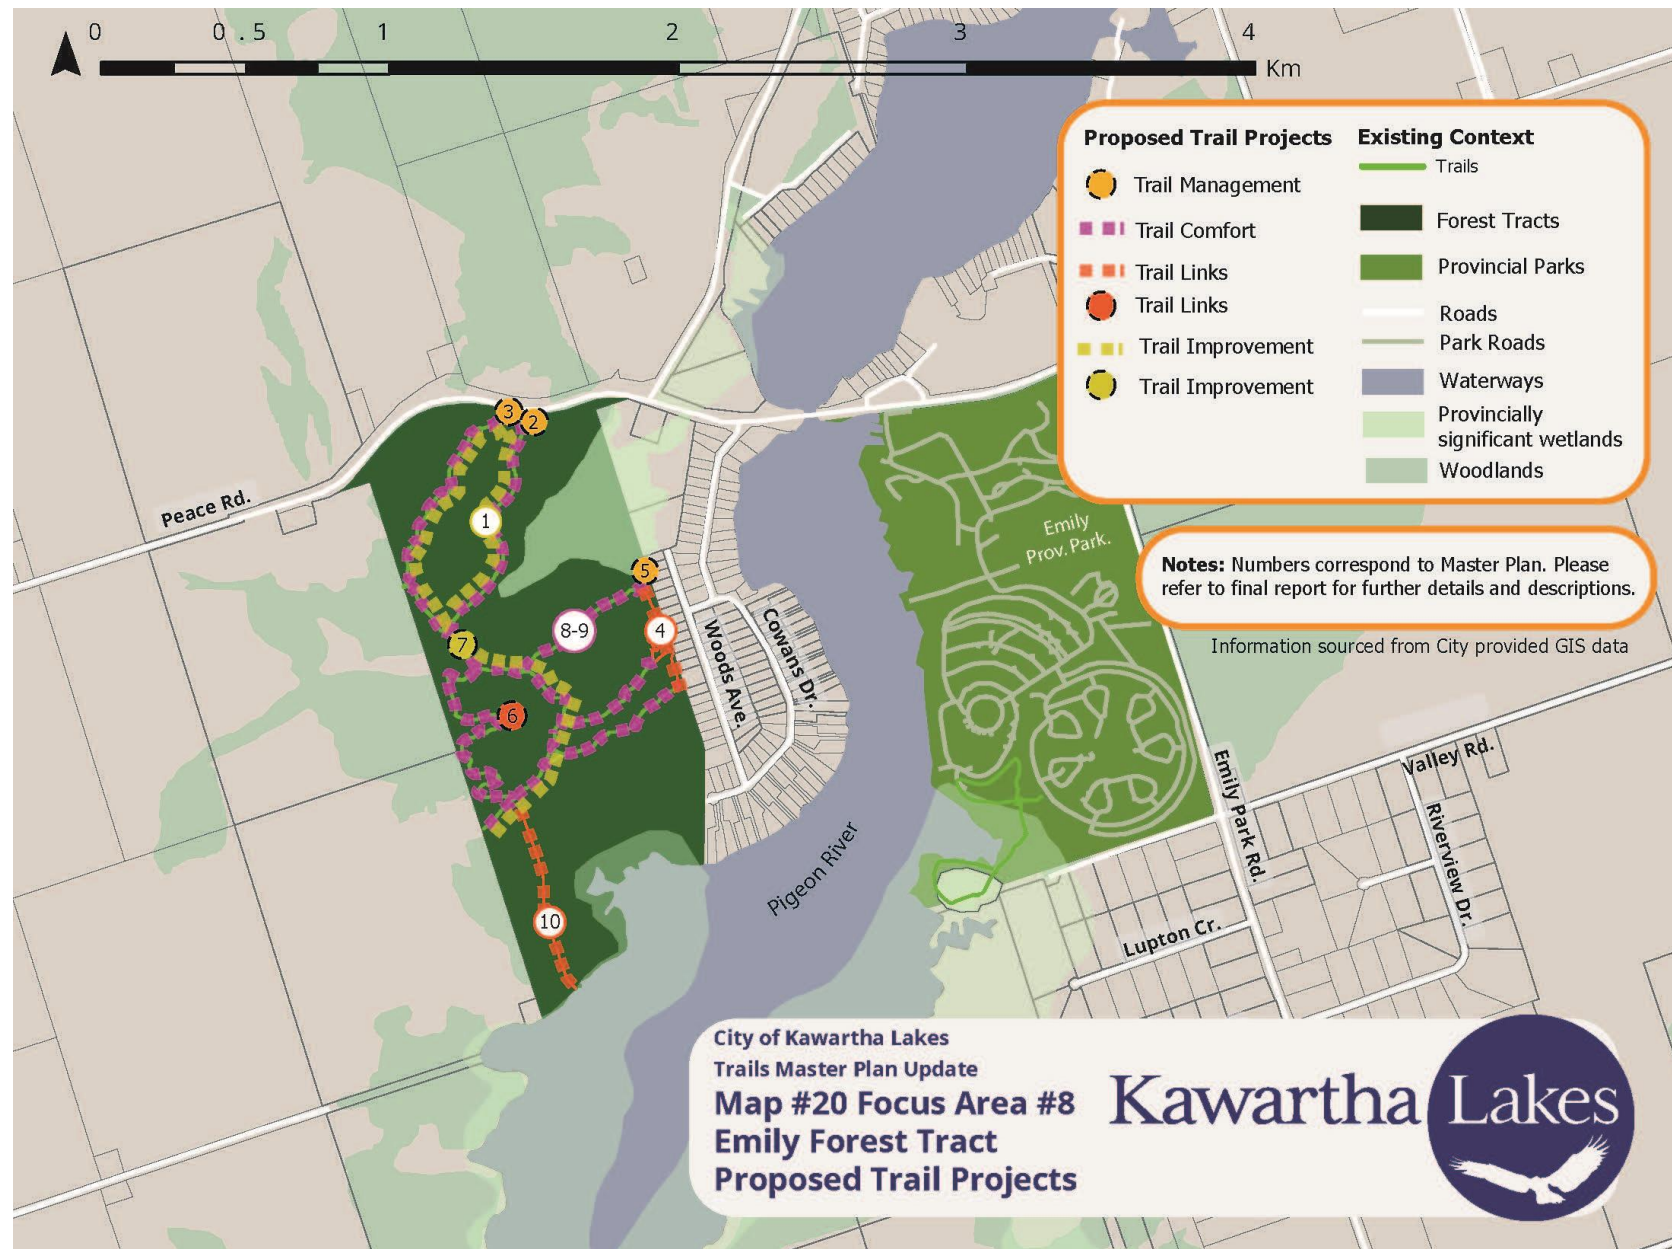 0 0.5 1 2 3 4
Km
Proposed Trail Projects
Trail Management
Trail Comfort
Trail Links
Trail Links
Trail Improvement
Trail Improvement
Existing Context
Trails
Forest Tracts
Provincial Parks
Roads
Park Roads
Waterways
Provincially
significant wetlands
Woodlands
Notes: Numbers correspond to Master Plan. Please
refer to final report for further details and descriptions.
Information sourced from City provided GIS data
3
2
Peace Rd.
1
Emily
Prov. Park.
5
8-9
4
7
6
Woods Ave.
Cowans Dr.
10
Pigeon River
Emily Park Rd.
Valley Rd.
Riverview Dr.
Lupton Cr.
City of Kawartha Lakes
Trails Master Plan Update
Map #20 Focus Area #8
Emily Forest Tract
Proposed Trail Projects
Kawartha Lakes